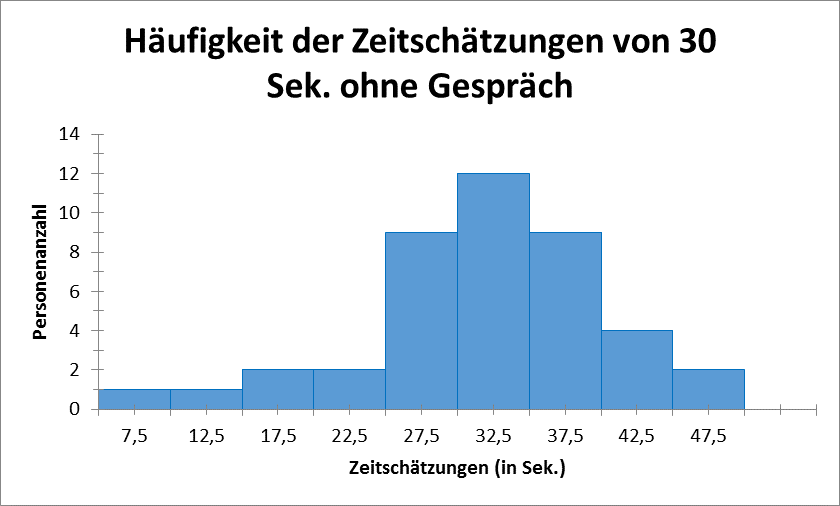 Häufigkeit der Zeitschätzungen von 30
Sek. ohne Gespräch
14
12
10
8
6
4
2
0
Personenanzahl
7,5 12,5 17,5 22,5 27,5 32,5 37,5 42,5 47,5
Zeitschätzungen (in Sek.)